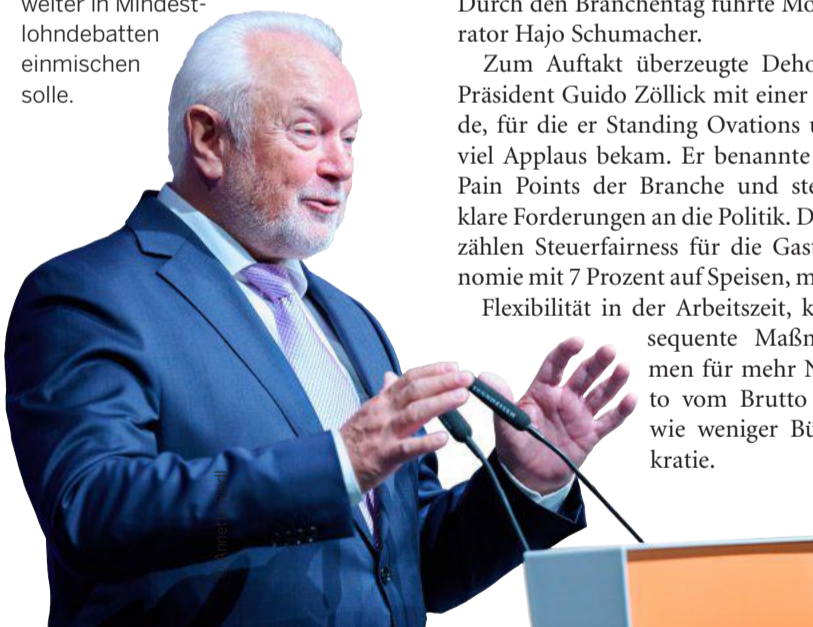 weiter in Mindest-
lohndebatten
einmischen
solle.
Durch den Branchentag führte Mo
rator Hajo Schumacher.
Zum Auftakt überzeugte Deho
Präsident Guido Zöllick mit einer
de, für die er Standing Ovations u
viel Applaus bekam. Er benannte
Pain Points der Branche und ste
klare Forderungen an die Politik. D
zählen Steuerfairness für die Gast
nomie mit 7 Prozent auf Speisen, m
Flexibilität in der Arbeitszeit, k
sequente Maßn
men für mehr N
to vom Brutto
wie weniger Bü
kratie.
SENNHEISER